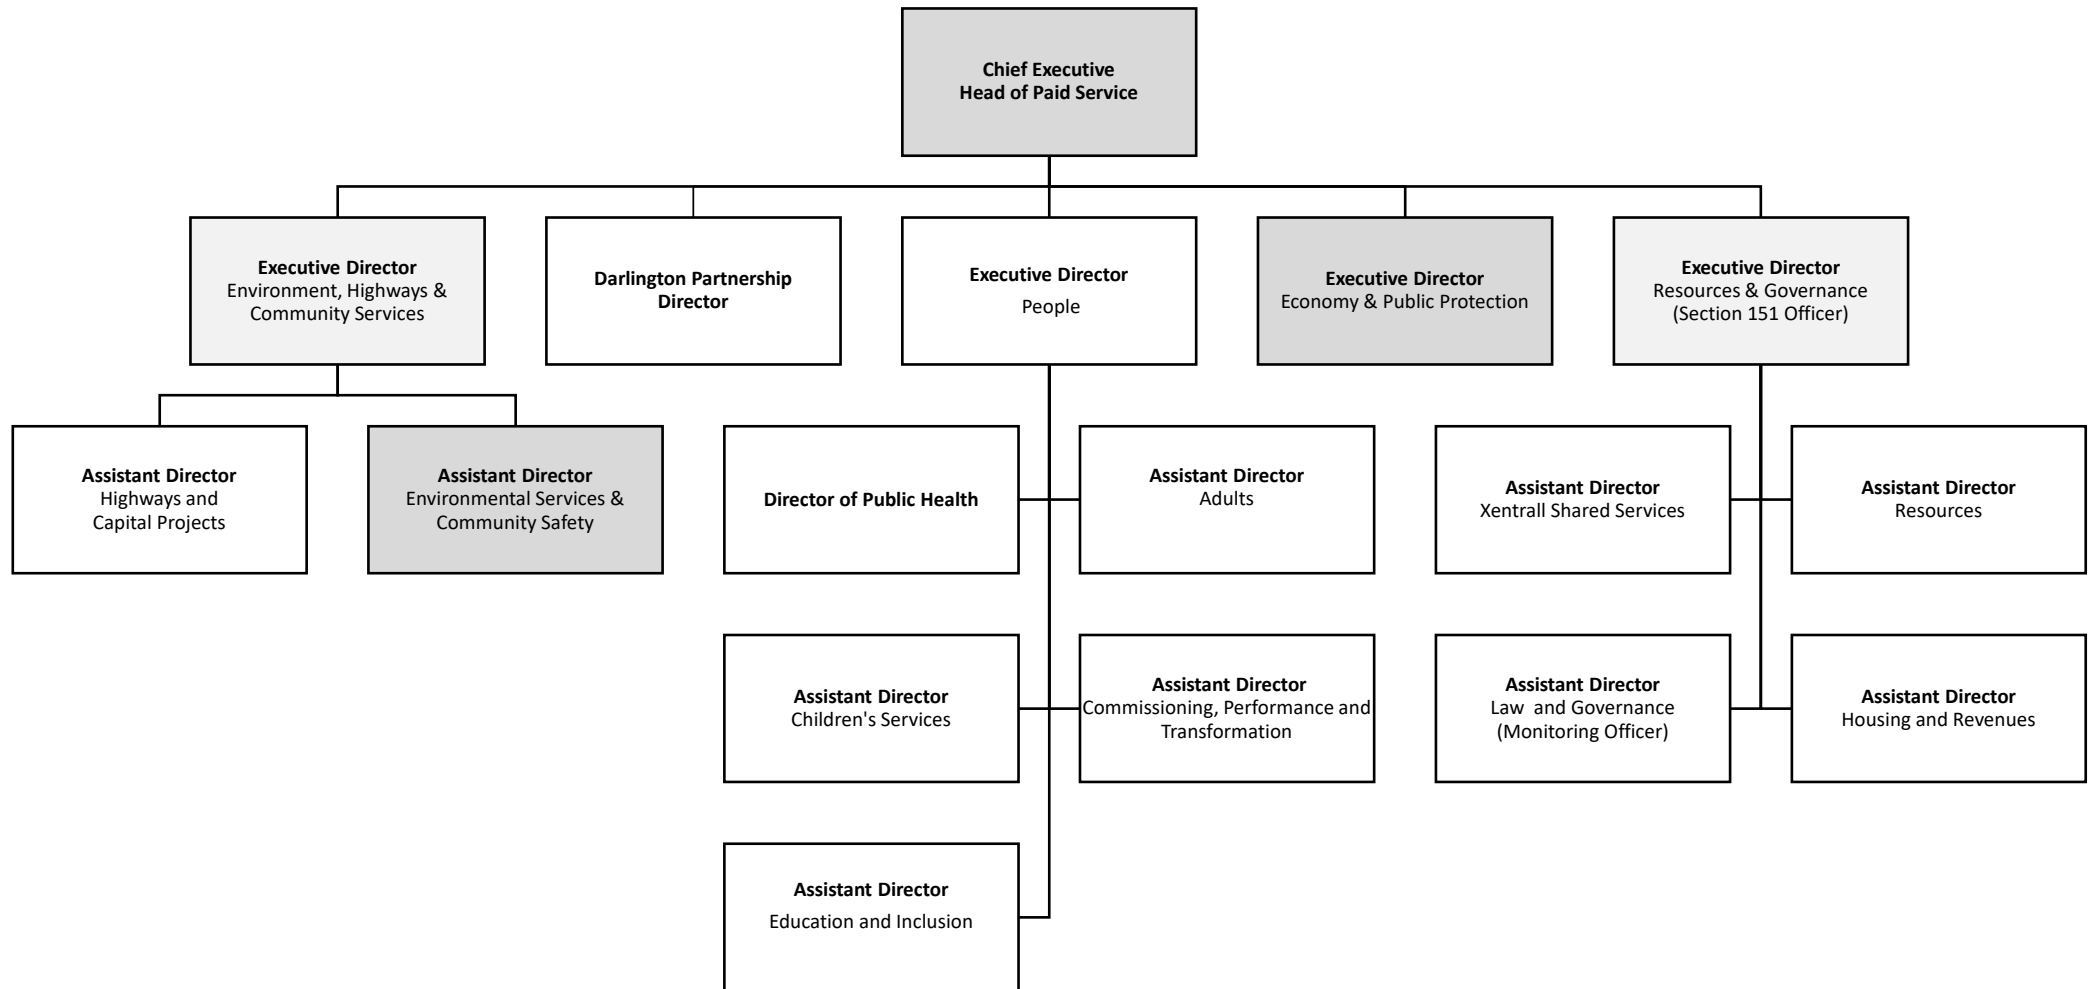 Chief Executive
Head of Paid Service
Executive Director
Environment, Highways &
Community Services
Darlington Partnership
Director
Executive Director
People
Executive Director
Economy & Public Protection
Executive Director
Resources & Governance
(Section 151 Officer)
Assistant Director
Highways and
Capital Projects
Assistant Director
Environmental Services &
Community Safety
Director of Public Health
Assistant Director
Adults
Assistant Director
Xentrall Shared Services
Assistant Director
Resources
Assistant Director
Children's Services
Assistant Director
Commissioning, Performance and
Transformation
Assistant Director
Law  and Governance
(Monitoring Officer)
Assistant Director
Housing and Revenues
Assistant Director
Education and Inclusion